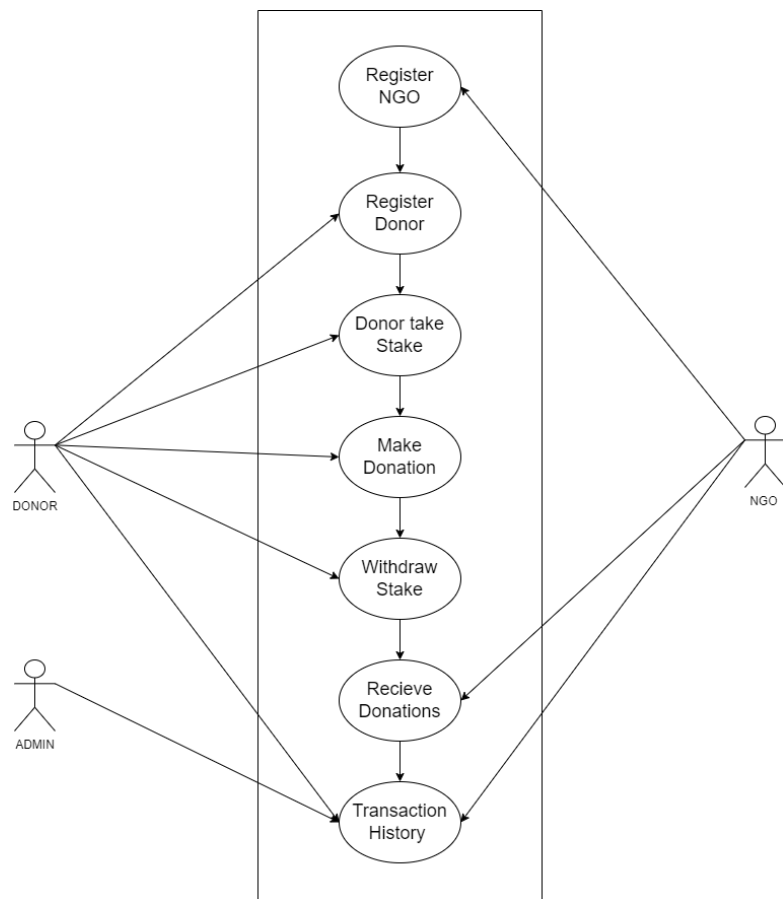 Register
NGO
Register
Donor
Donor take
Stake
Make
Donation
DONOR
NGO
Withdraw
Stake
Recieve
Donations
ADMIN
Transaction
History